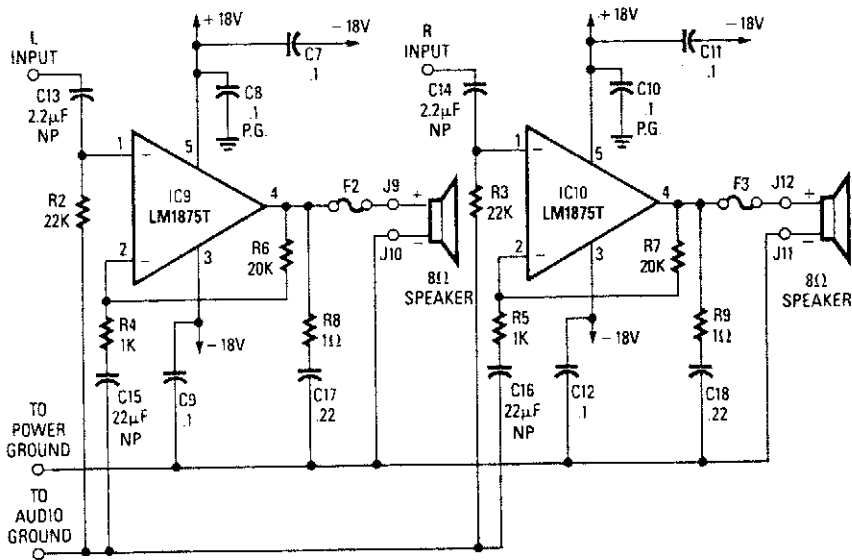 L
INPUT
C13
2.2µF
NP
+18V
-18V
C7
.1
C8
.1
P.G.
1
−
5
IC9
LM1875T
4
2
−
3
R2
22K
R6
20K
F2
J9
+
J10
−
8Ω
SPEAKER
R4
1K
-18V
R8
1Ω
C15
22µF
NP
C9
.1
C17
.22
R
INPUT
C14
2.2µF
NP
+18V
-18V
C11
.1
C10
.1
P.G.
1
−
5
IC10
LM1875T
4
2
−
3
R3
22K
R7
20K
F3
J12
+
J11
−
8Ω
SPEAKER
R5
1K
-18V
R9
1Ω
C16
22µF
NP
C12
.1
C18
.22
TO
POWER
GROUND
TO
AUDIO
GROUND